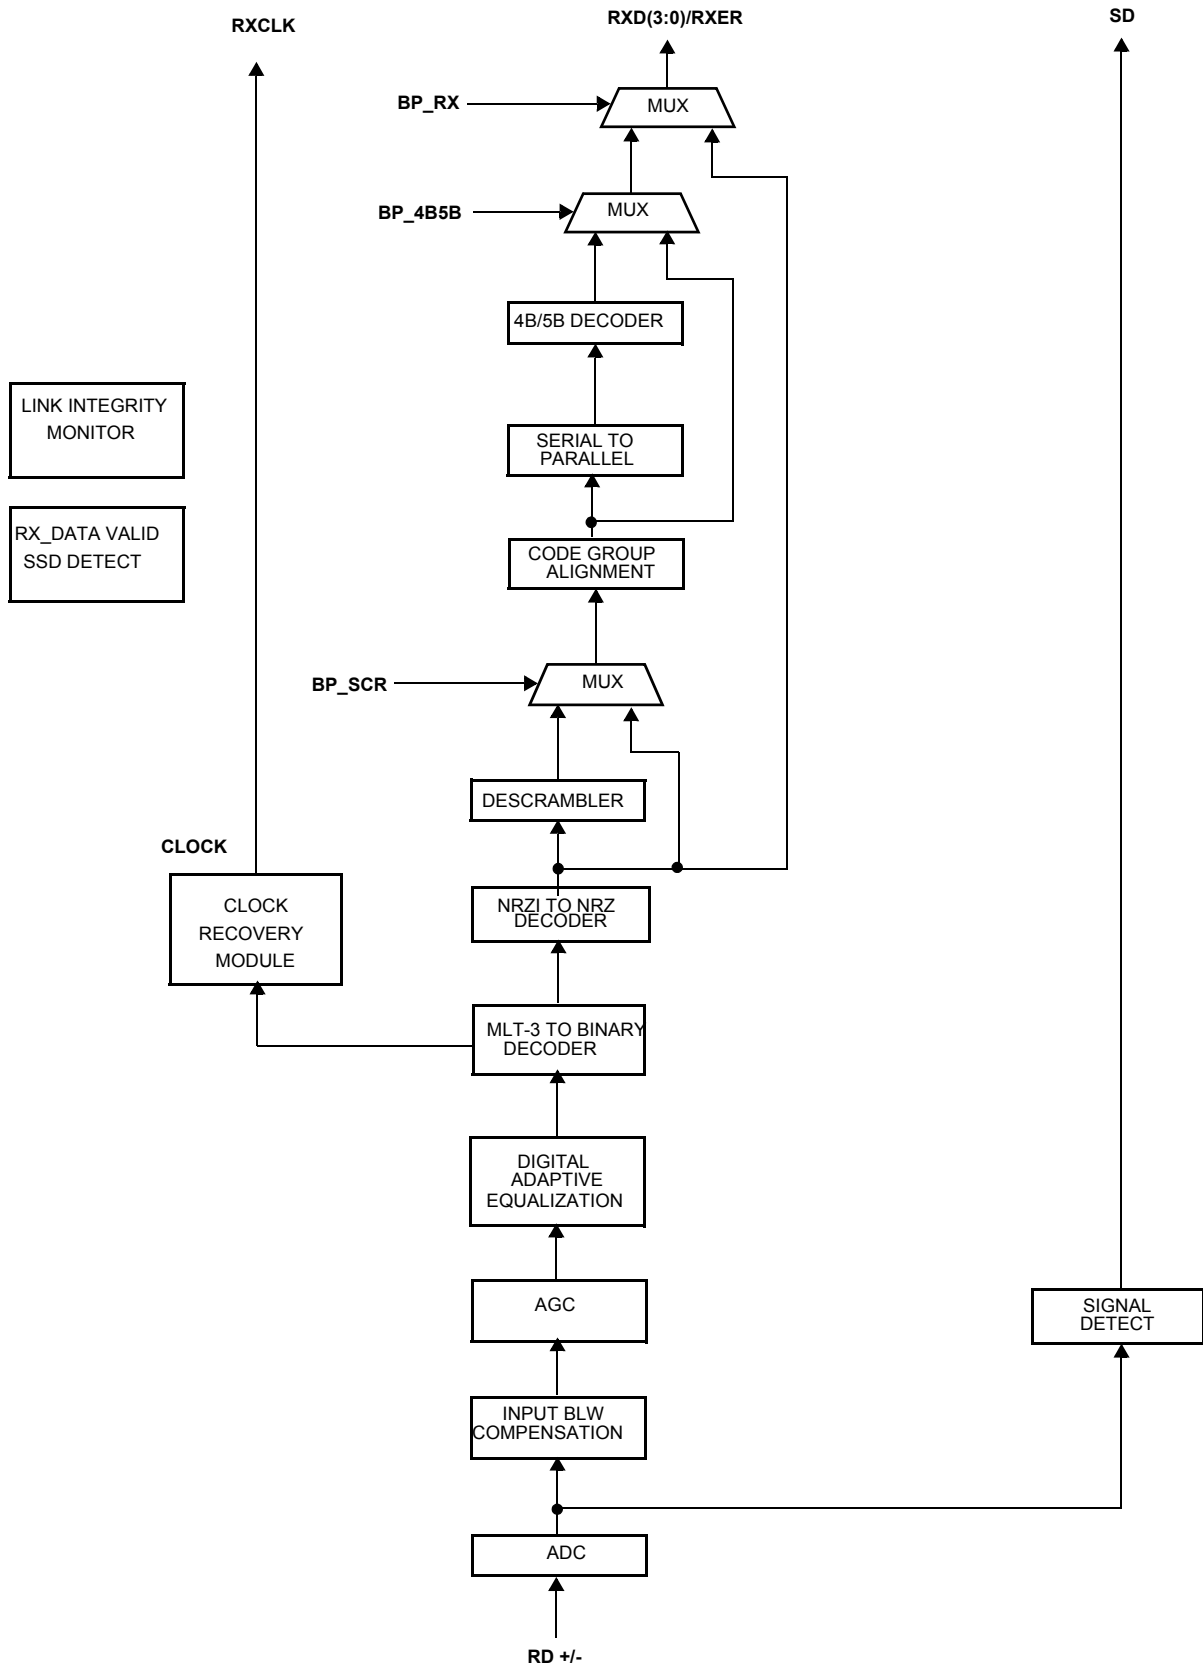 RXD(3:0)/RXER
SD
RXCLK
BP_RX
MUX
BP_4B5B
MUX
4B/5B DECODER
LINK INTEGRITY
MONITOR
SERIAL TO
PARALLEL
RX_DATA VALID
SSD DETECT
CODE GROUP
ALIGNMENT
BP_SCR
MUX
DESCRAMBLER
CLOCK
CLOCK
RECOVERY
MODULE
NRZI TO NRZ
DECODER
MLT-3 TO BINARY
DECODER
DIGITAL
ADAPTIVE
EQUALIZATION
AGC
SIGNAL
DETECT
INPUT BLW
COMPENSATION
ADC
RD +/-